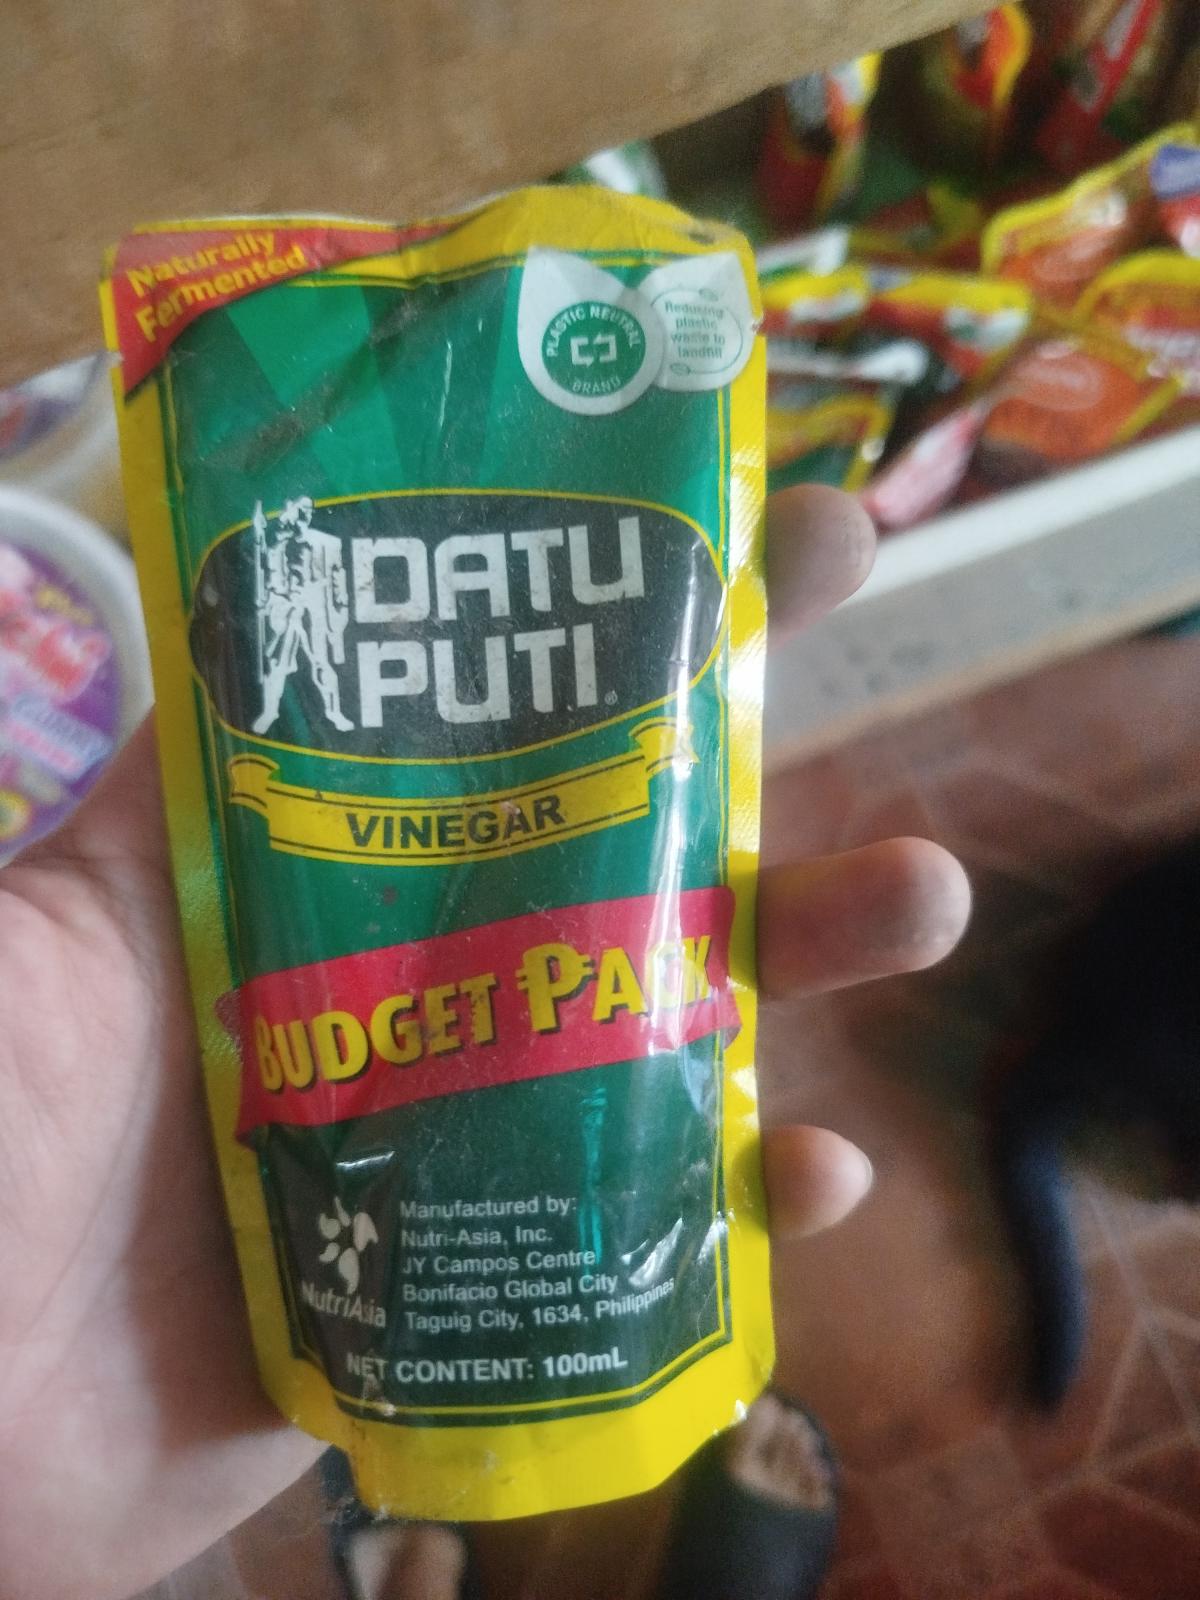 Naturally
Fermented
PLASTIC NEUTRAL
BRAND
Reducing
plastic
waste to
landfill
DATU
PUTI®
VINEGAR
BUDGET PACK
NutriAsia
Manufactured by:
Nutri-Asia, Inc.
JY Campos Centre
Bonifacio Global City
Taguig City, 1634, Philippines
NET CONTENT: 100mL